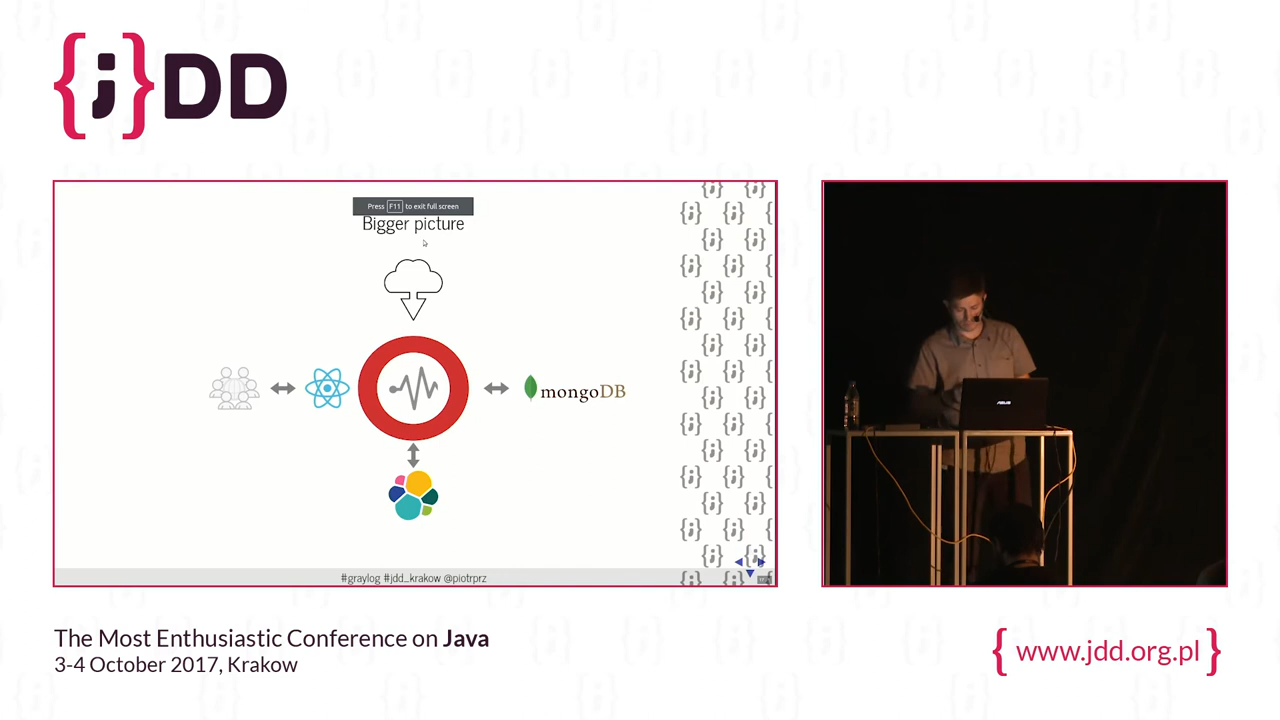 {;}DD
Press F11 to exit full screen
Bigger picture
mongoDB
#graylog #jdd_krakow @piotrprz
ASUS
The Most Enthusiastic Conference on Java
3-4 October 2017, Krakow
{ www.jdd.org.pl }